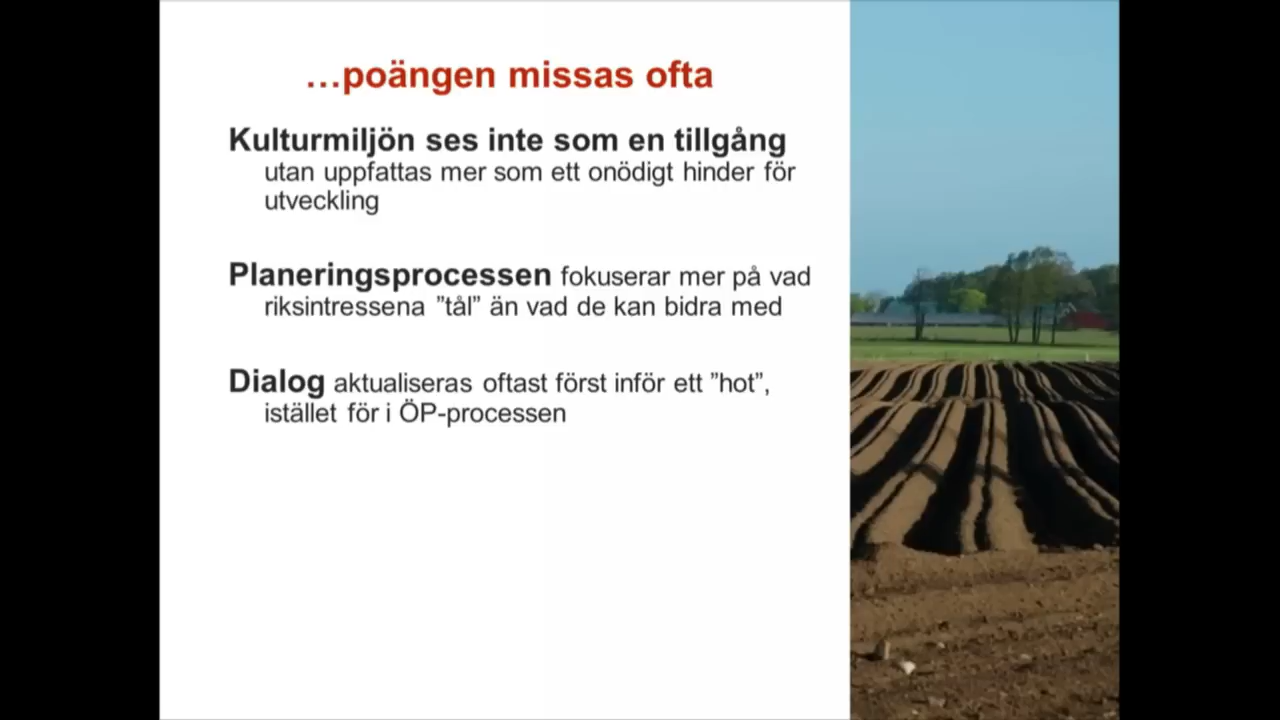 …poängen missas ofta
Kulturmiljön ses inte som en tillgång
utan uppfattas mer som ett onödigt hinder för
utveckling
Planeringsprocessen fokuserar mer på vad
riksintressena ”tål” än vad de kan bidra med
Dialog aktualiseras oftast först inför ett ”hot”,
istället för i ÖP-processen